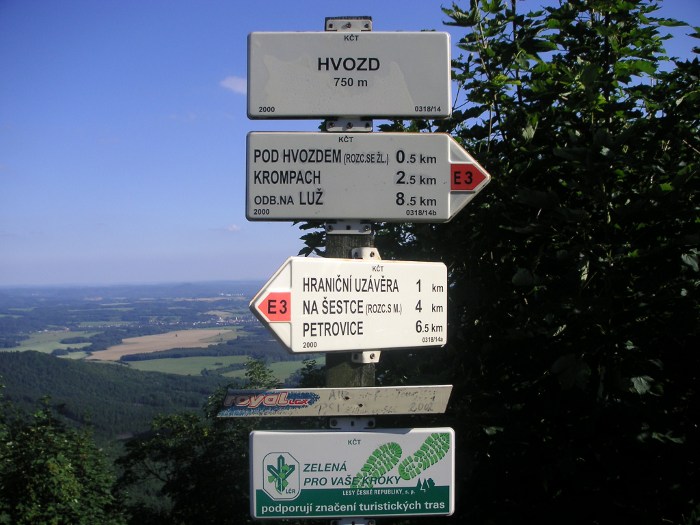 KČT
HVOZD
750 m
2000 0318/14
KČT
POD HVOZDEM (ROZC.SE ŽL.) 0.5 km
KROMPACH 2.5 km
ODB.NA LUŽ 8.5 km
E3
2000 0318/14b
KČT
HRANIČNÍ UZÁVĚRA 1 km
NA ŠESTCE (ROZC.S M.) 4 km
PETROVICE 6.5 km
E3
2000 0318/14a
royal
KČT
ZELENÁ
PRO VAŠE KROKY
LČR
LESY ČESKÉ REPUBLIKY, s. p.
podporují značení turistických tras